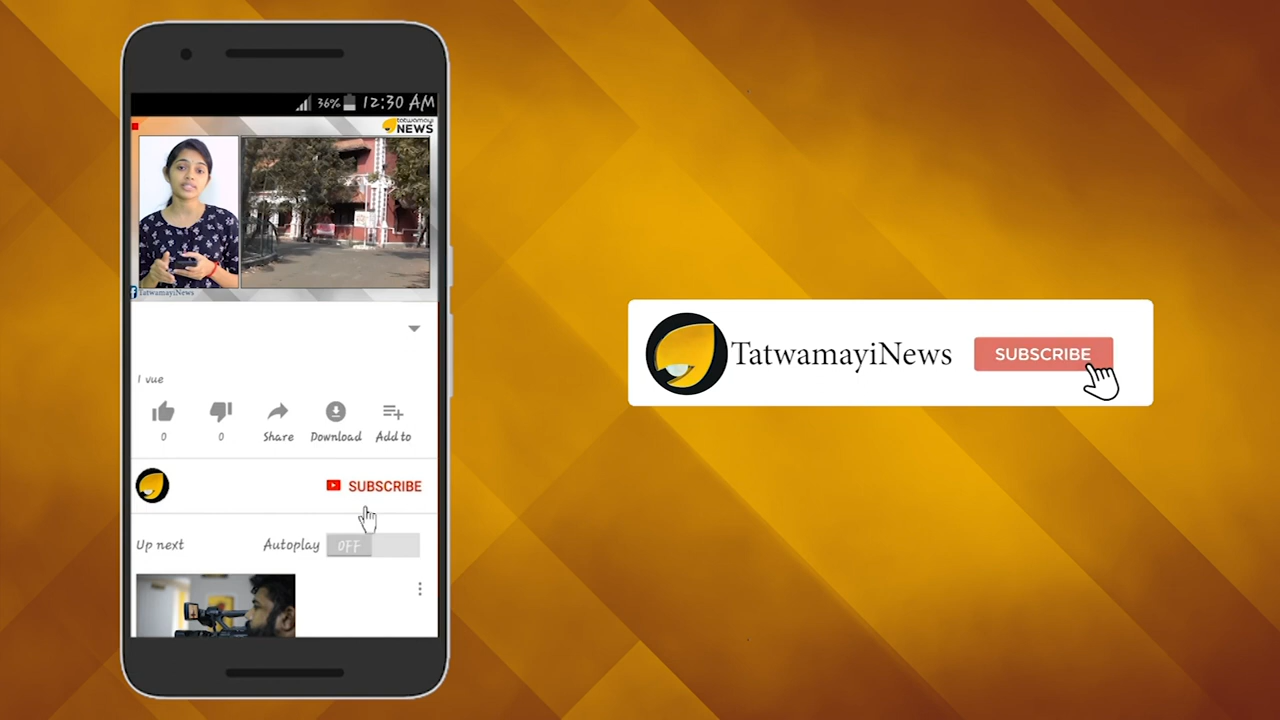 36% 12:30 AM
tatwamayi
NEWS
TatwamayiNews
1 vue
0 0 Share Download Add to
SUBSCRIBE
Up next Autoplay OFF
TatwamayiNews SUBSCRIBE